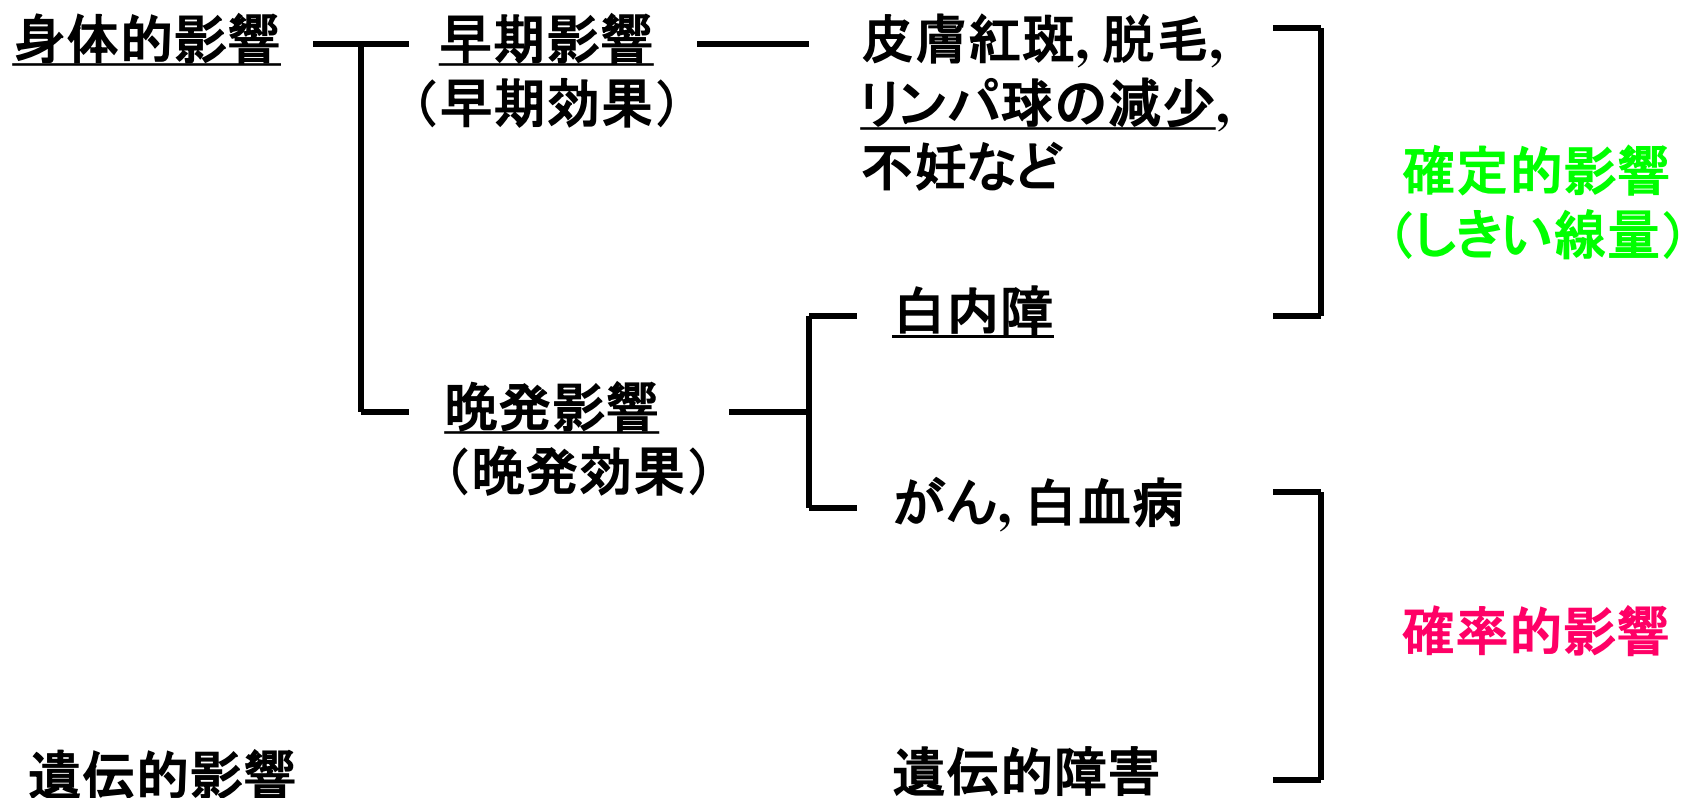 身体的影響
早期影響
(早期効果)
皮膚紅斑, 脱毛,
リンパ球の減少,
不妊など
確定的影響
(しきい線量)
白内障
晩発影響
(晩発効果)
がん, 白血病
確率的影響
遺伝的影響
遺伝的障害